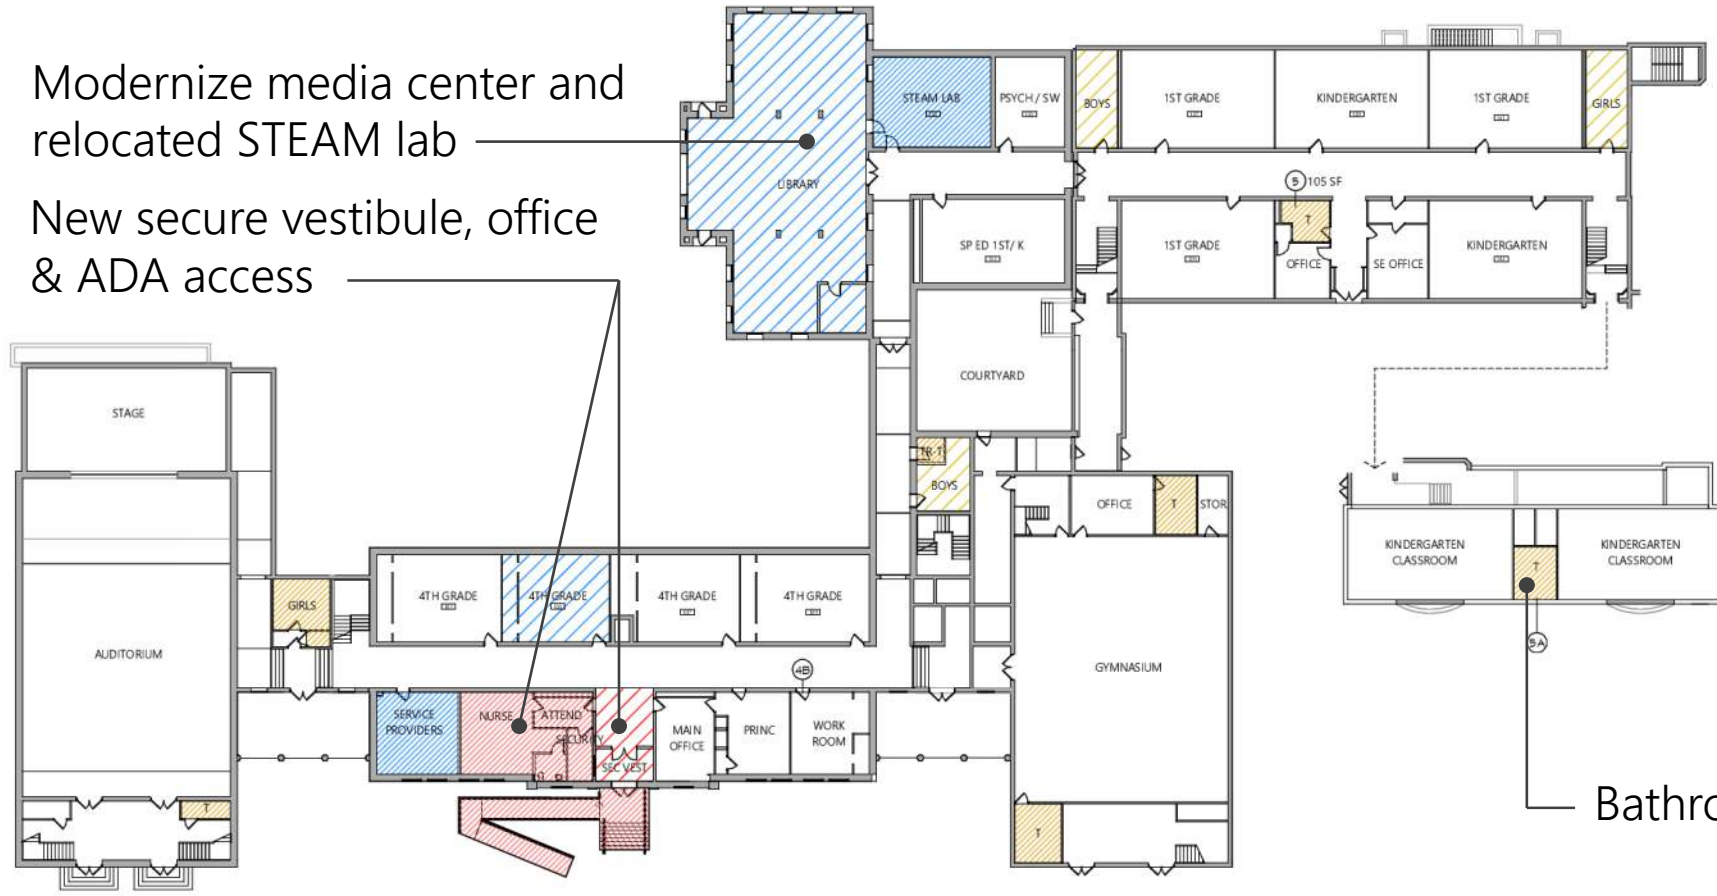 Modernize media center and
relocated STEAM lab
New secure vestibule, office
& ADA access
STEAM LAB
PSYCH / SW
BOYS
1ST GRADE
KINDERGARTEN
1ST GRADE
GIRLS
LIBRARY
5 105 SF
T
SP ED 1ST/ K
1ST GRADE
OFFICE
SE OFFICE
KINDERGARTEN
COURTYARD
STAGE
TR-T
BOYS
OFFICE
T
STOR
KINDERGARTEN
CLASSROOM
T
KINDERGARTEN
CLASSROOM
4TH GRADE
4TH GRADE
4TH GRADE
4TH GRADE
GIRLS
5A
AUDITORIUM
4B
GYMNASIUM
SERVICE
PROVIDERS
NURSE
ATTEND
SECURITY
SEC VEST
MAIN
OFFICE
PRINC
WORK
ROOM
T
T
Bathro